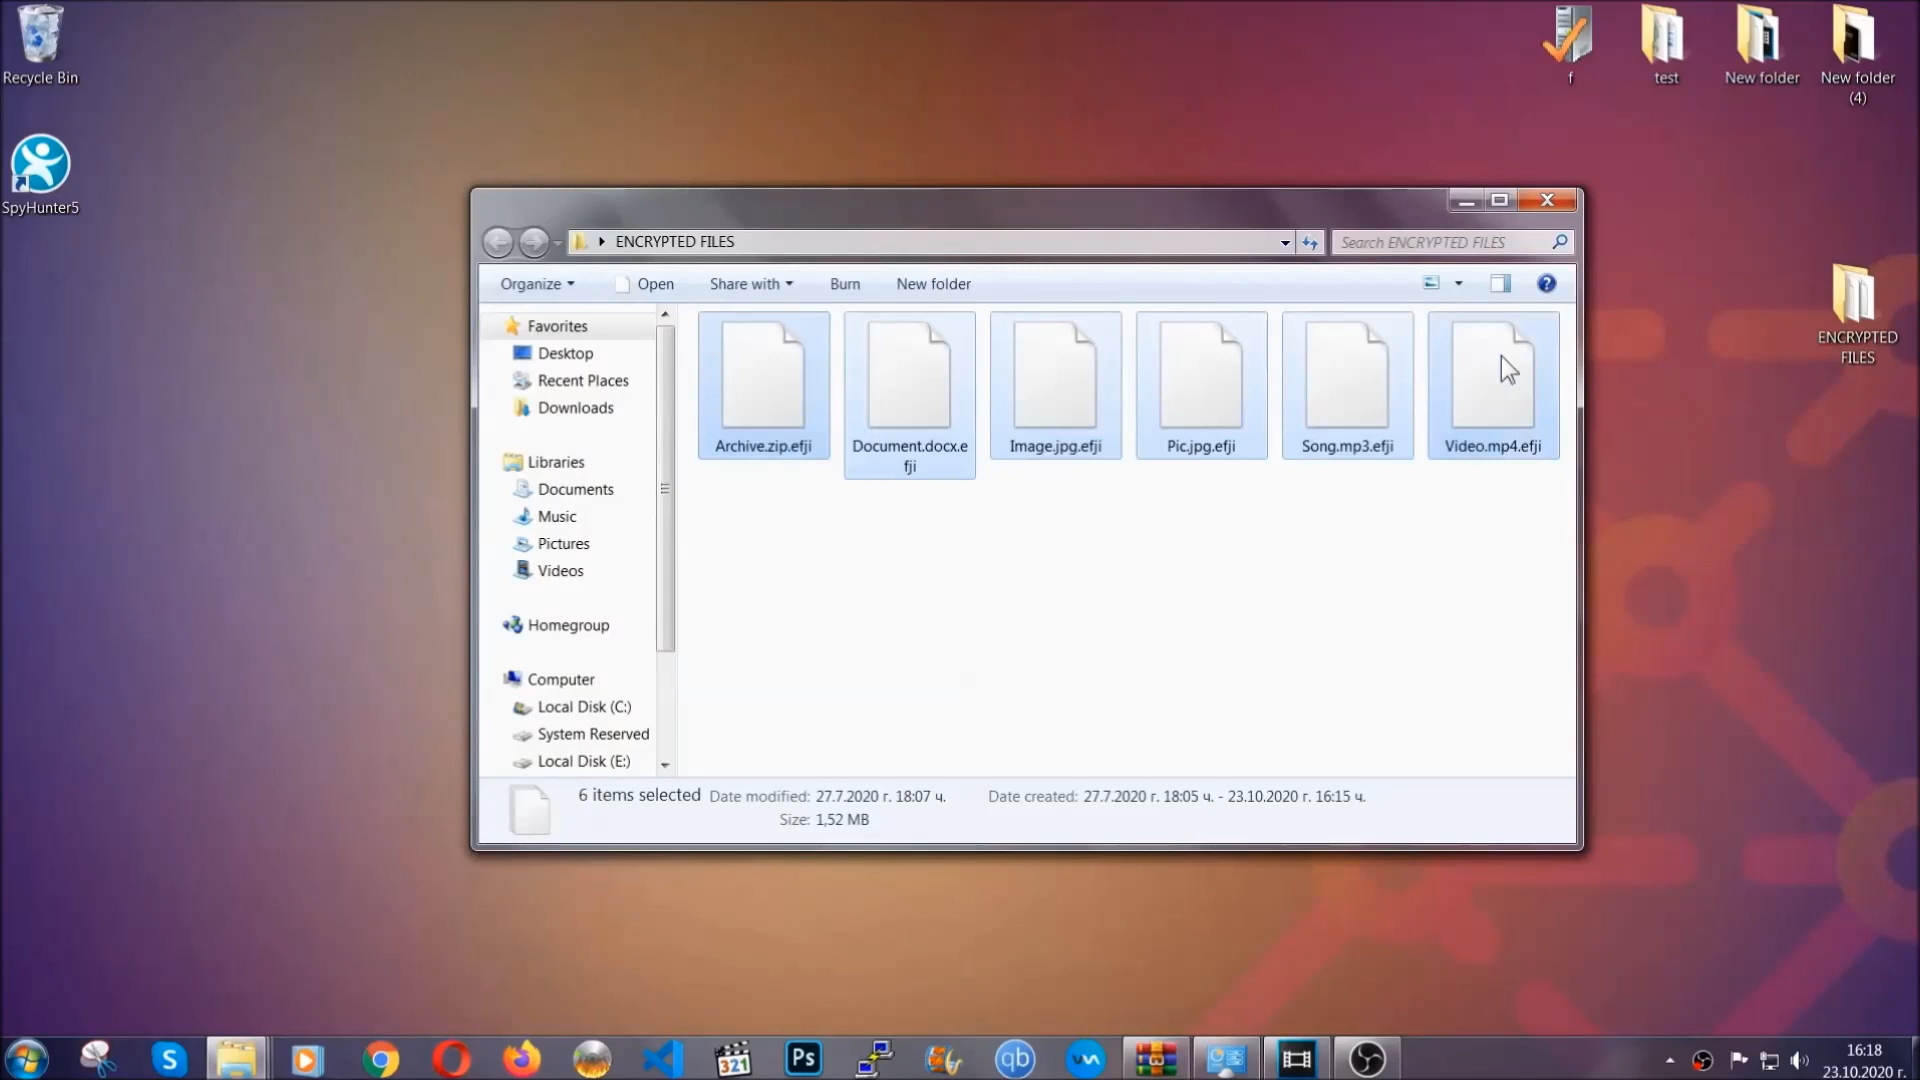 Recycle Bin
SpyHunter5
f
test
New folder
New folder
(4)
ENCRYPTED
FILES
ENCRYPTED FILES
Search ENCRYPTED FILES
Organize
Open
Share with
Burn
New folder
Favorites
Desktop
Recent Places
Downloads
Libraries
Documents
Music
Pictures
Videos
Homegroup
Computer
Local Disk (C:)
System Reserved
Local Disk (E:)
Archive.zip.efji
Document.docx.e
fji
Image.jpg.efji
Pic.jpg.efji
Song.mp3.efji
Video.mp4.efji
6 items selected Date modified: 27.7.2020 г. 18:07 ч. Date created: 27.7.2020 г. 18:05 ч. - 23.10.2020 г. 16:15 ч.
Size: 1,52 MB
S
321
Ps
qb
16:18
23.10.2020 г.